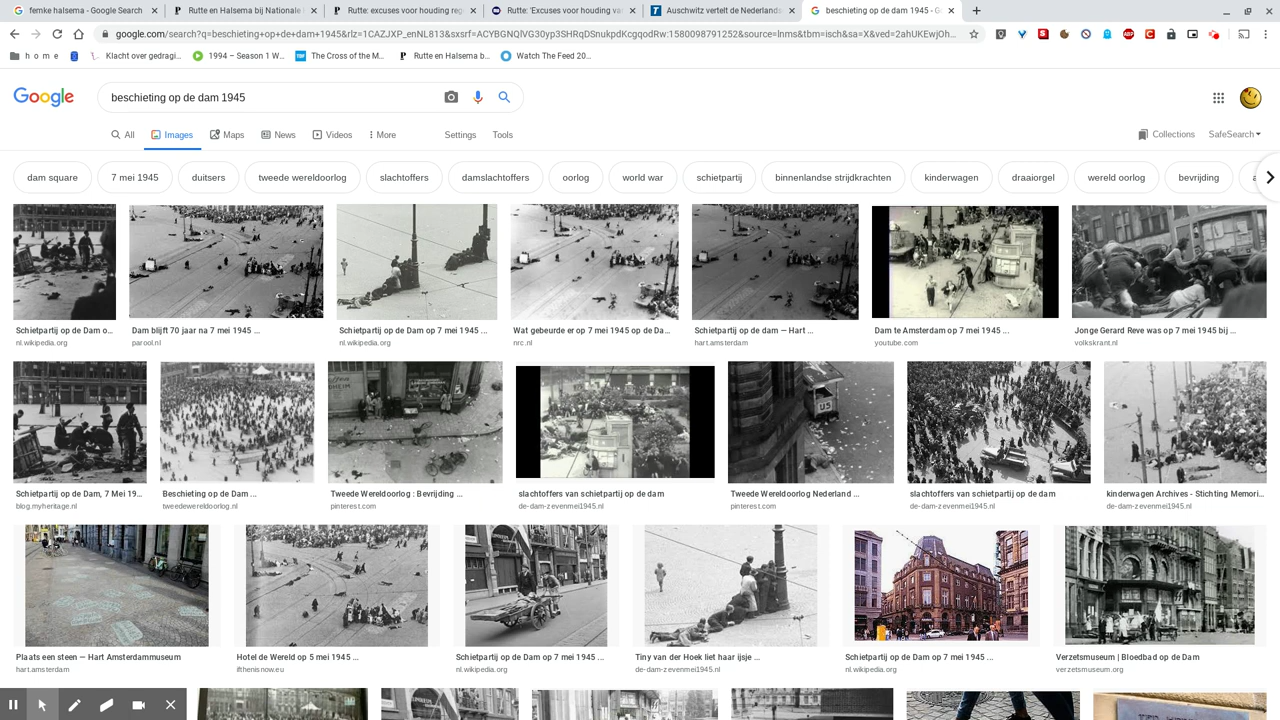 femke halsema - Google Search
Rutte en Halsema bij Nationale
Rutte: excuses voor houding reg
Rutte: 'Excuses voor houding va
Auschwitz vertelt de Nederlands
beschieting op de dam 1945 - G
google.com/search?q=beschieting+op+de+dam+1945&rlz=1CAZJXP_enNL813&sxsrf=ACYBGNQlVG30yp3SHRqDSnukpdKcgqodRw:1580098791252&source=lnms&tbm=isch&sa=X&ved=2ahUKEwjOh...
h o m e
Klacht over gedragi...
1994 – Season 1 W...
The Cross of the M...
Rutte en Halsema b...
Watch The Feed 20...
Google
beschieting op de dam 1945
All Images Maps News Videos More Settings Tools
Collections SafeSearch
dam square 7 mei 1945 duitsers tweede wereldoorlog slachtoffers damslachtoffers oorlog world war schietpartij binnenlandse strijdkrachten kinderwagen draaiorgel wereld oorlog bevrijding
Schietpartij op de Dam o...
nl.wikipedia.org
Dam blijft 70 jaar na 7 mei 1945 ...
parool.nl
Schietpartij op de Dam op 7 mei 1945 ...
nl.wikipedia.org
Wat gebeurde er op 7 mei 1945 op de Da...
nrc.nl
Schietpartij op de dam — Hart ...
hart.amsterdam
Dam te Amsterdam op 7 mei 1945 ...
youtube.com
Jonge Gerard Reve was op 7 mei 1945 bij ...
volkskrant.nl
Schietpartij op de Dam, 7 Mei 19...
blog.myheritage.nl
Beschieting op de Dam ...
tweedewereldoorlog.nl
Tweede Wereldoorlog : Bevrijding ...
pinterest.com
slachtoffers van schietpartij op de dam
de-dam-zevenmei1945.nl
US
Tweede Wereldoorlog Nederland ...
pinterest.com
slachtoffers van schietpartij op de dam
de-dam-zevenmei1945.nl
kinderwagen Archives - Stichting Memori...
de-dam-zevenmei1945.nl
Plaats een steen — Hart Amsterdammuseum
hart.amsterdam
Hotel de Wereld op 5 mei 1945 ...
ifthenisnow.eu
Schietpartij op de Dam op 7 mei 1945 ...
nl.wikipedia.org
Tiny van der Hoek liet haar ijsje ...
de-dam-zevenmei1945.nl
Schietpartij op de Dam op 7 mei 1945 ...
nl.wikipedia.org
Verzetsmuseum | Bloedbad op de Dam
verzetsmuseum.org